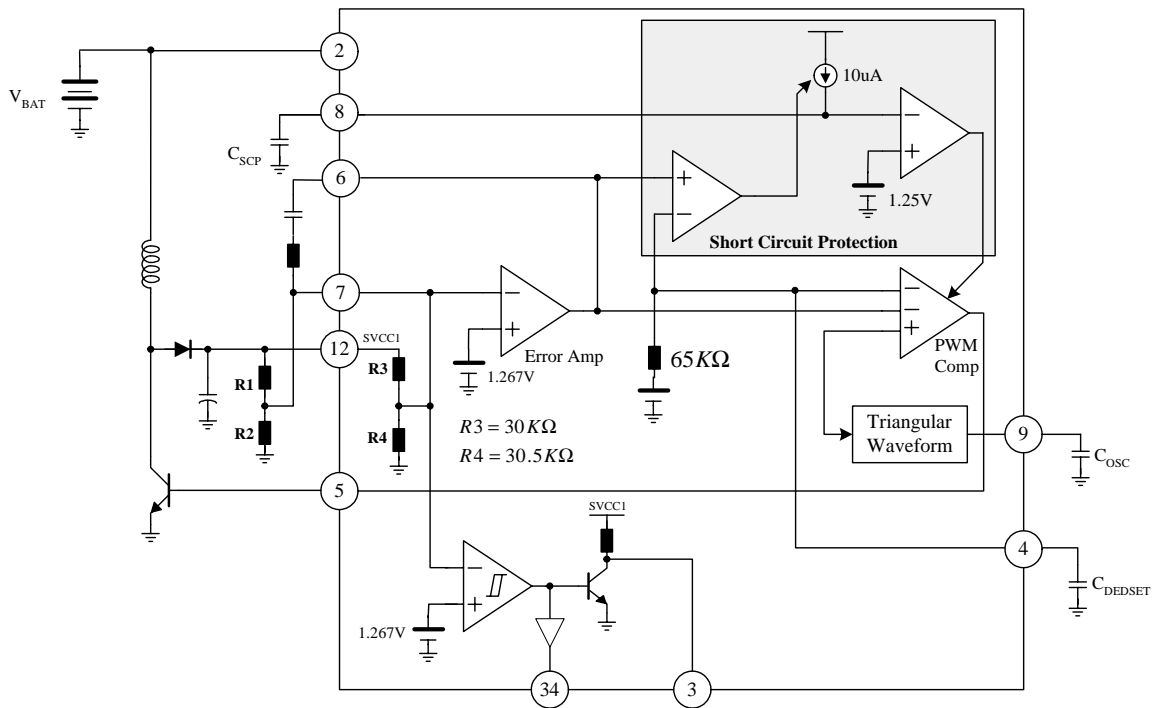 2
10uA
V_BAT
8
−
+
C_SCP
6
+
1.25V
−
Short Circuit Protection
7
−
−
−
12
SVCC1
+
Error Amp
+
PWM
Comp
R1
R3
1.267V
65KΩ
R2
R4
R3 = 30KΩ
R4 = 30.5KΩ
Triangular
Waveform
9
C_OSC
5
SVCC1
4
−
C_DEDSET
+
1.267V
34
3